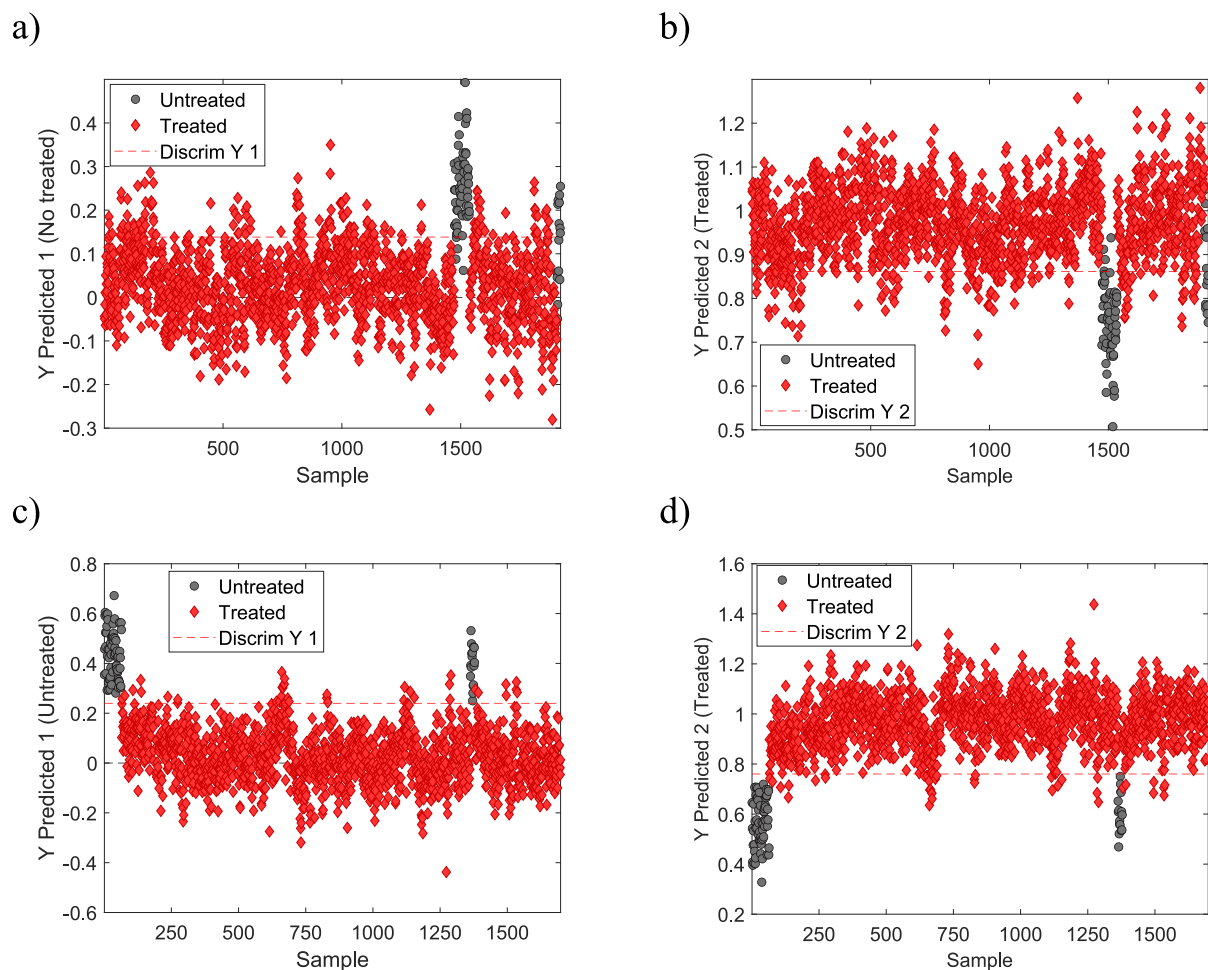 a)
Y Predicted 1 (No treated)
0.4
0.3
0.2
0.1
0
-0.1
-0.2
-0.3
Untreated
Treated
Discrim Y 1
500
1000
1500
Sample
b)
Y Predicted 2 (Treated)
1.2
1.1
1
0.9
0.8
0.7
0.6
0.5
Untreated
Treated
Discrim Y 2
500
1000
1500
Sample
c)
Y Predicted 1 (Untreated)
0.8
0.6
0.4
0.2
0
-0.2
-0.4
-0.6
Untreated
Treated
Discrim Y 1
250
500
750
1000
1250
1500
Sample
d)
Y Predicted 2 (Treated)
1.6
1.4
1.2
1
0.8
0.6
0.4
0.2
Untreated
Treated
Discrim Y 2
250
500
750
1000
1250
1500
Sample